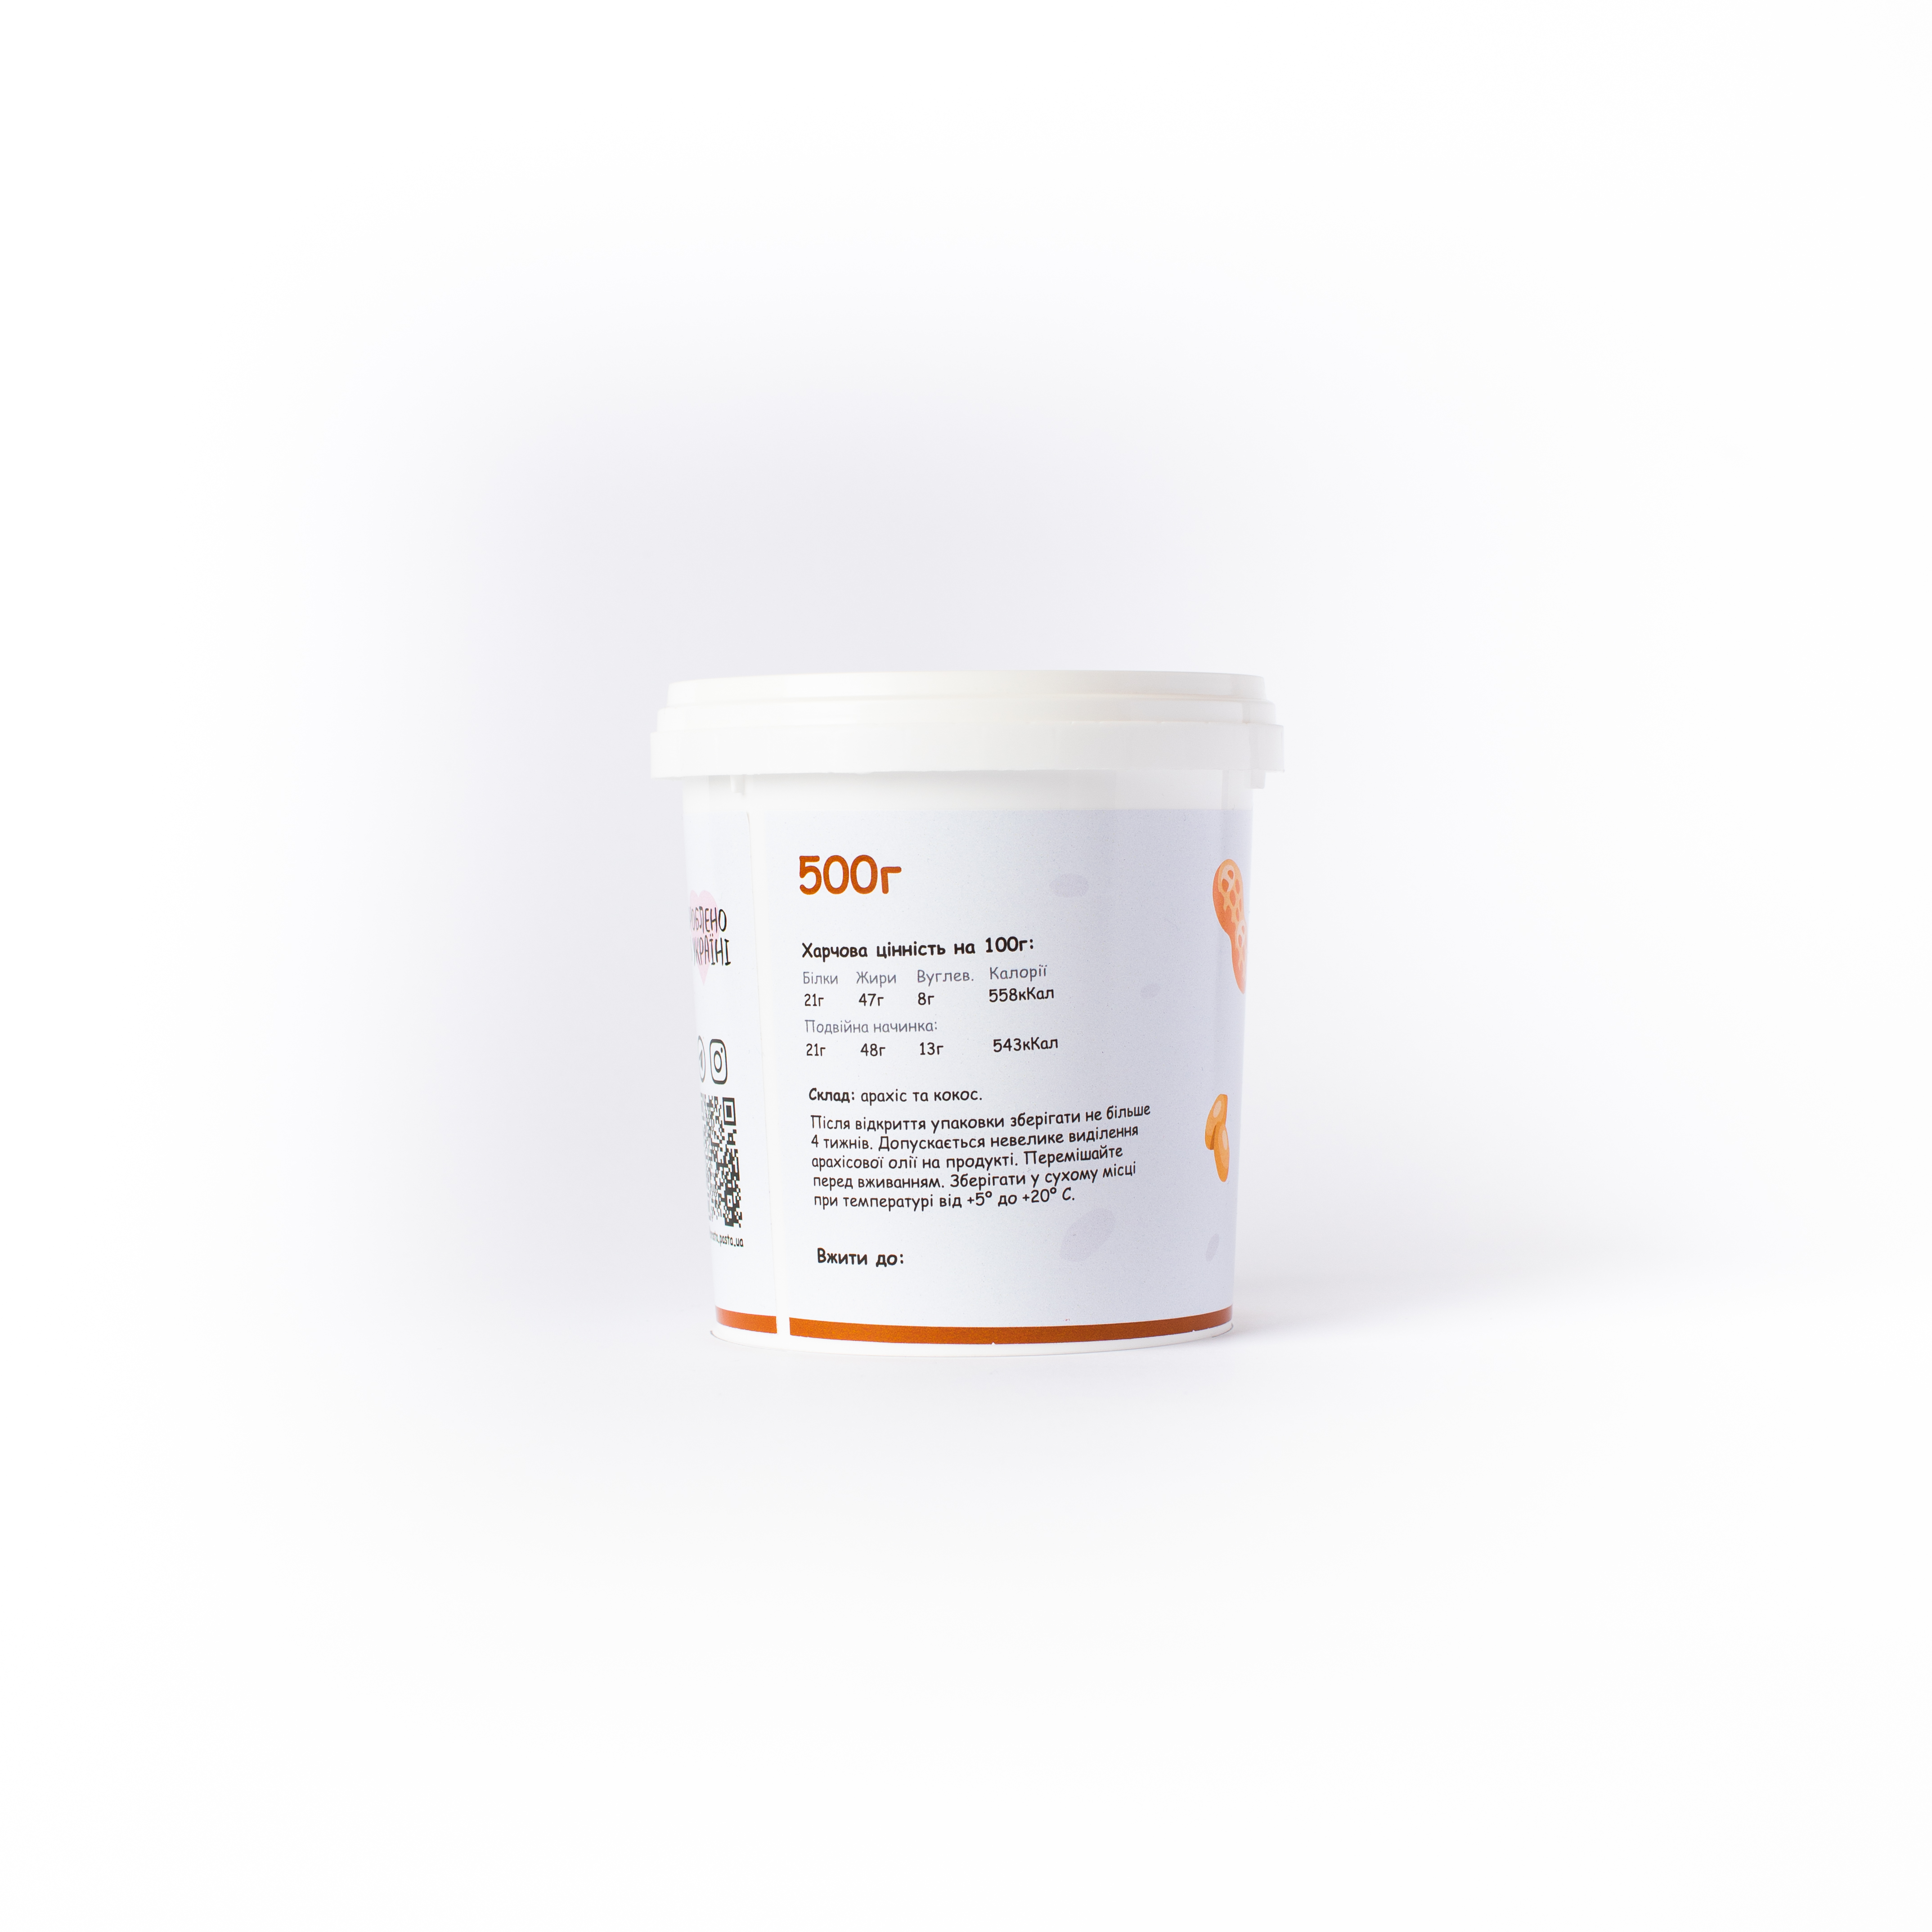 500г
Харчова цінність на 100г:
Білки Жири Вуглев. Калорії
21г 47г 8г 558кКал
Подвійна начинка:
21г 48г 13г 543кКал
Склад: арахіс та кокос.
Після відкриття упаковки зберігати не більше
4 тижнів. Допускається невелике виділення
арахісової олії на продукті. Перемішайте
перед вживанням. Зберігати у сухому місці
при температурі від +5° до +20° С.
Вжити до: